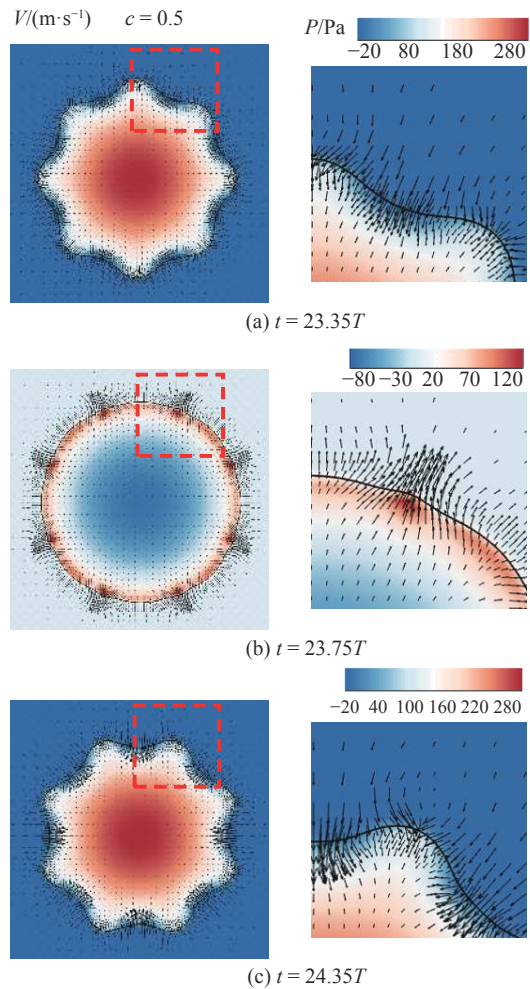 V/(m·s⁻¹) c = 0.5 P/Pa
−20 80 180 280
(a) t = 23.35T
−80 −30 20 70 120
(b) t = 23.75T
−20 40 100 160 220 280
(c) t = 24.35T